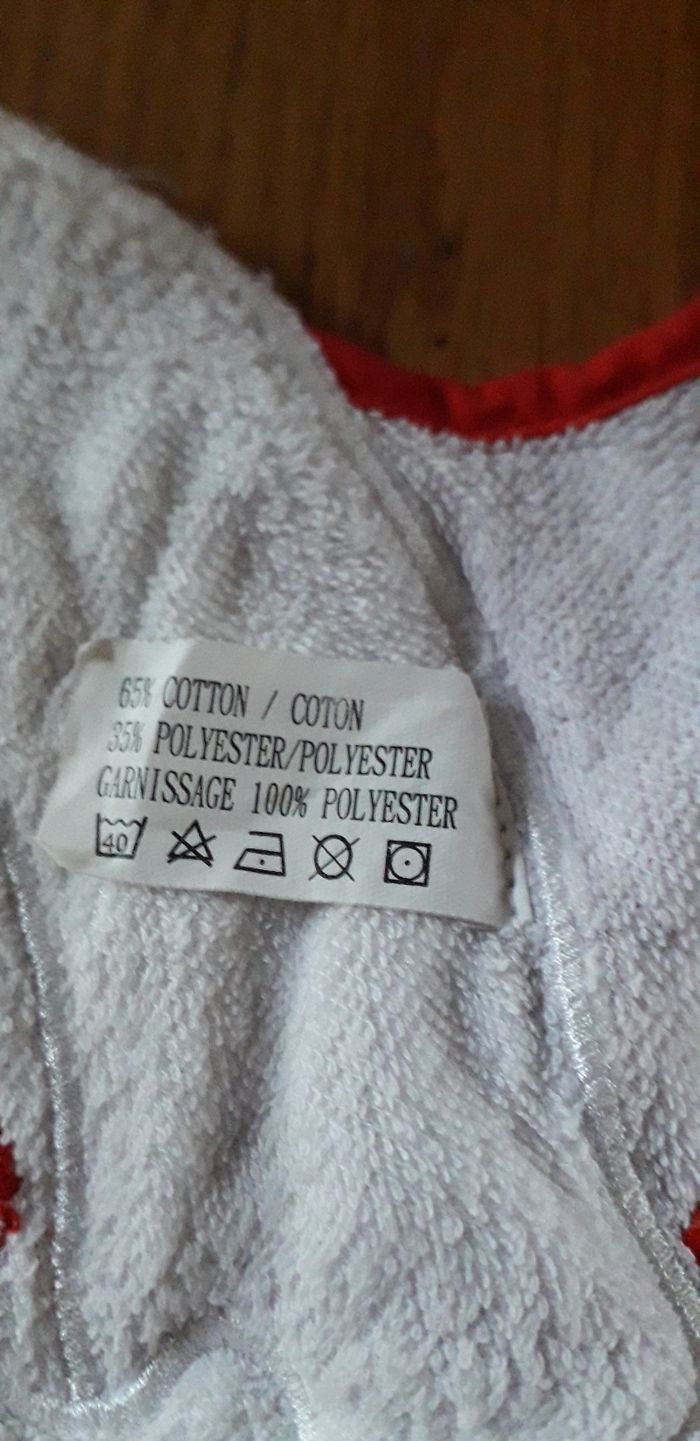 65% COTTON / COTON
35% POLYESTER/POLYESTER
GARNISSAGE 100% POLYESTER
40